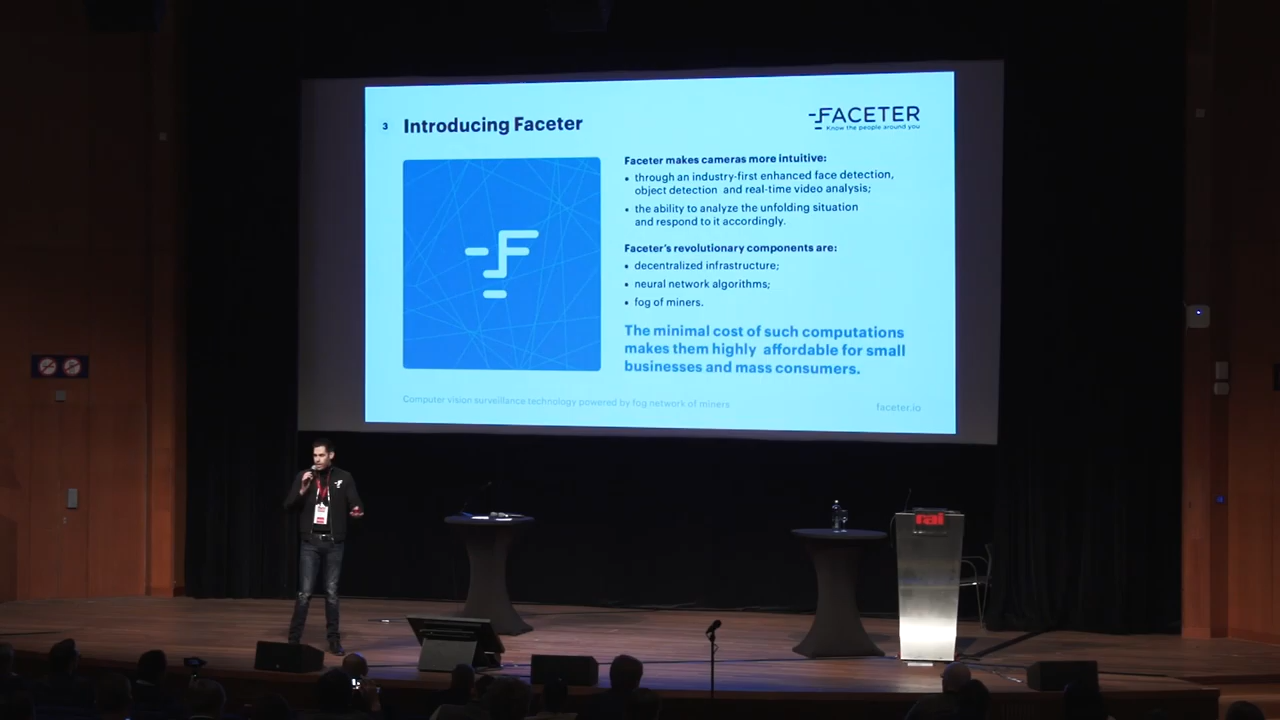 3 Introducing Faceter
FACETER
Know the people around you
Faceter makes cameras more intuitive:
• through an industry-first enhanced face detection,
object detection and real-time video analysis;
• the ability to analyze the unfolding situation
and respond to it accordingly.
Faceter's revolutionary components are:
• decentralized infrastructure;
• neural network algorithms;
• fog of miners.
The minimal cost of such computations
makes them highly affordable for small
businesses and mass consumers.
Computer vision surveillance technology powered by fog network of miners
faceter.io
rai